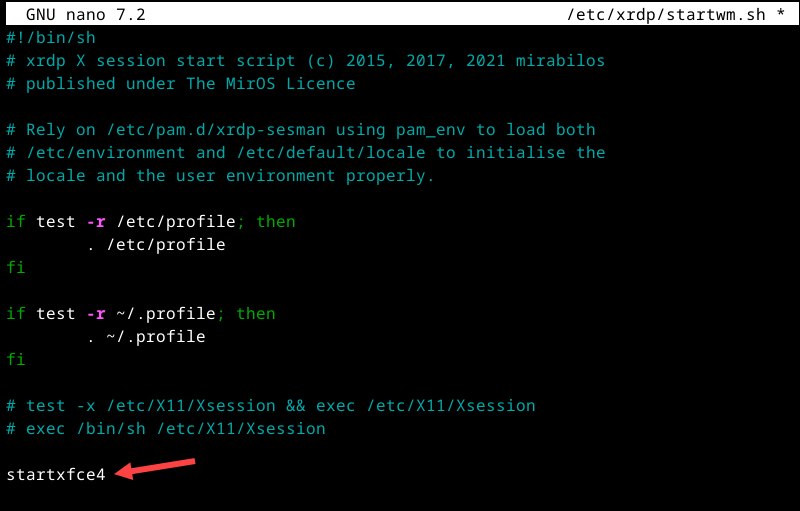 GNU nano 7.2 /etc/xrdp/startwm.sh *
#!/bin/sh
# xrdp X session start script (c) 2015, 2017, 2021 mirabilos
# published under The MirOS Licence
# Rely on /etc/pam.d/xrdp-sesman using pam_env to load both
# /etc/environment and /etc/default/locale to initialise the
# locale and the user environment properly.
if test -r /etc/profile; then
        . /etc/profile
fi
if test -r ~/.profile; then
        . ~/.profile
fi
# test -x /etc/X11/Xsession && exec /etc/X11/Xsession
# exec /bin/sh /etc/X11/Xsession
startxfce4